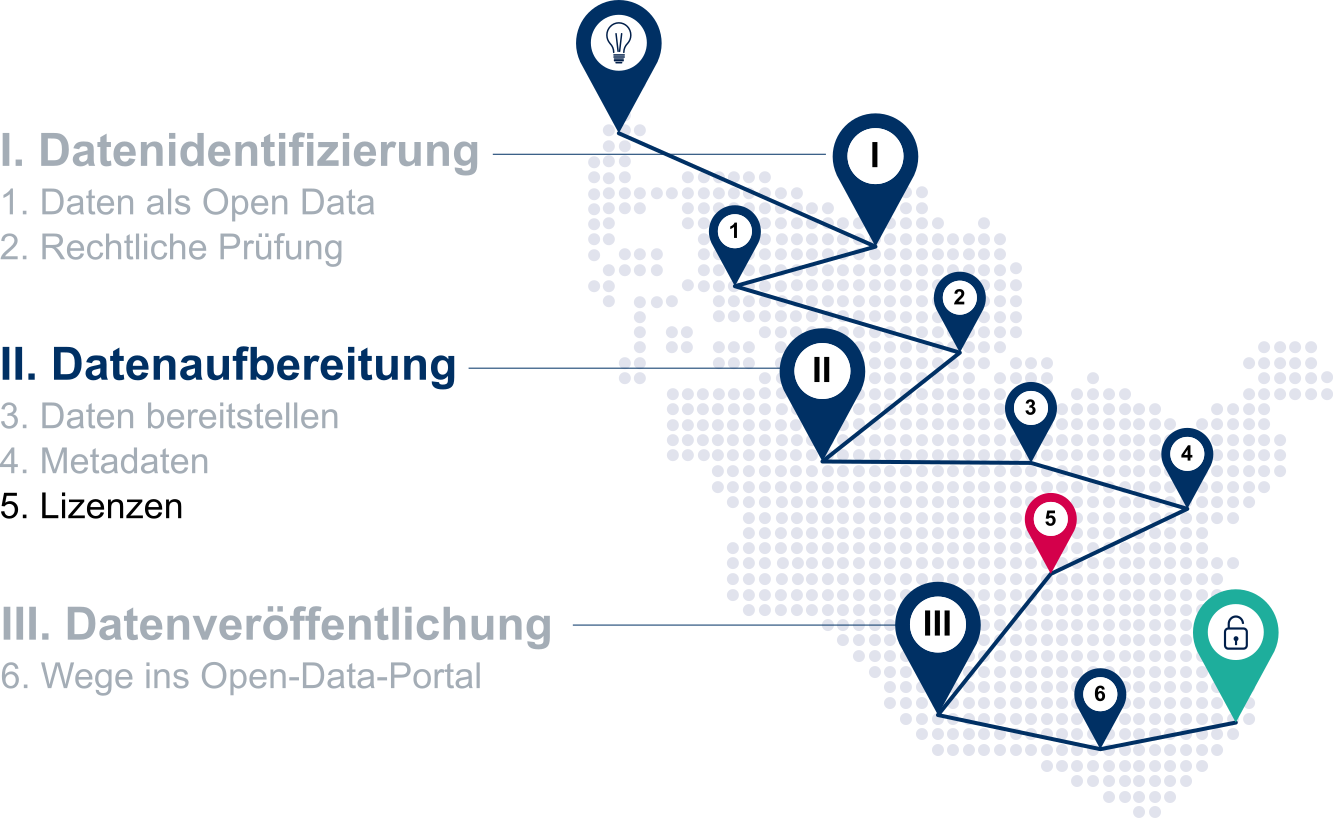 I. Datenidentifizierung
1. Daten als Open Data
2. Rechtliche Prüfung
II. Datenaufbereitung
3. Daten bereitstellen
4. Metadaten
5. Lizenzen
III. Datenveröffentlichung
6. Wege ins Open-Data-Portal
I
1
2
II
3
4
5
III
6